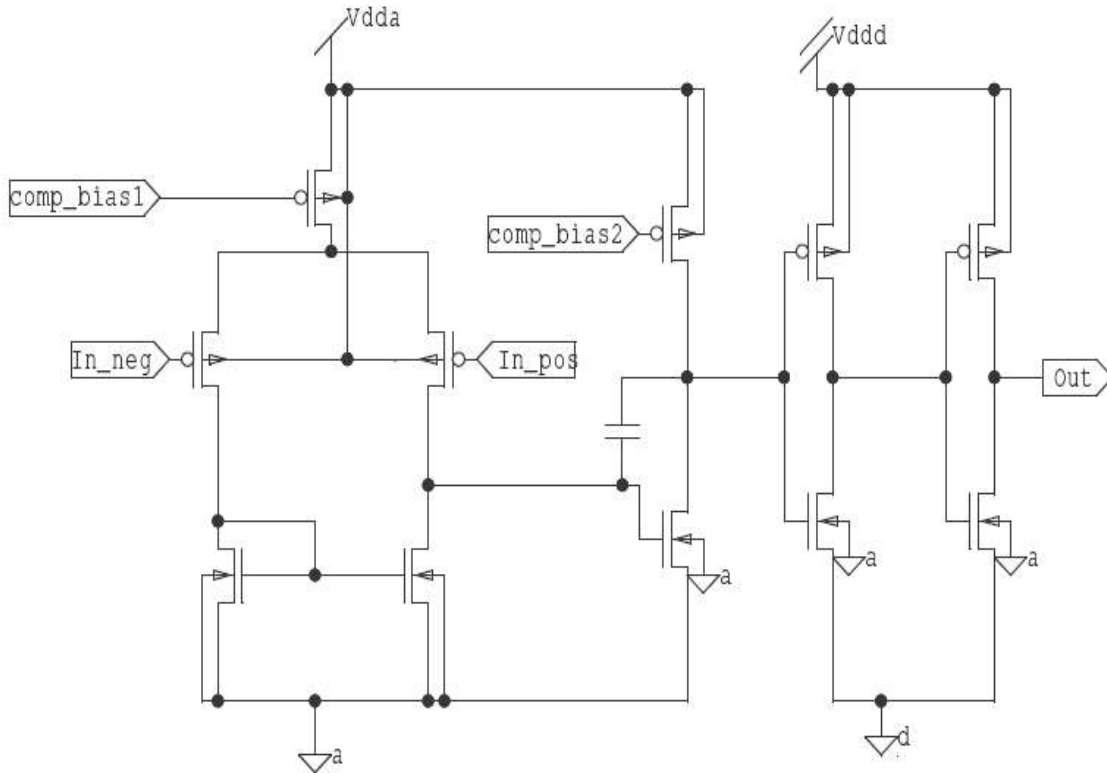 Vdda
Vddd
comp_bias1
comp_bias2
In_neg
In_pos
Out
a
a
a
d
a